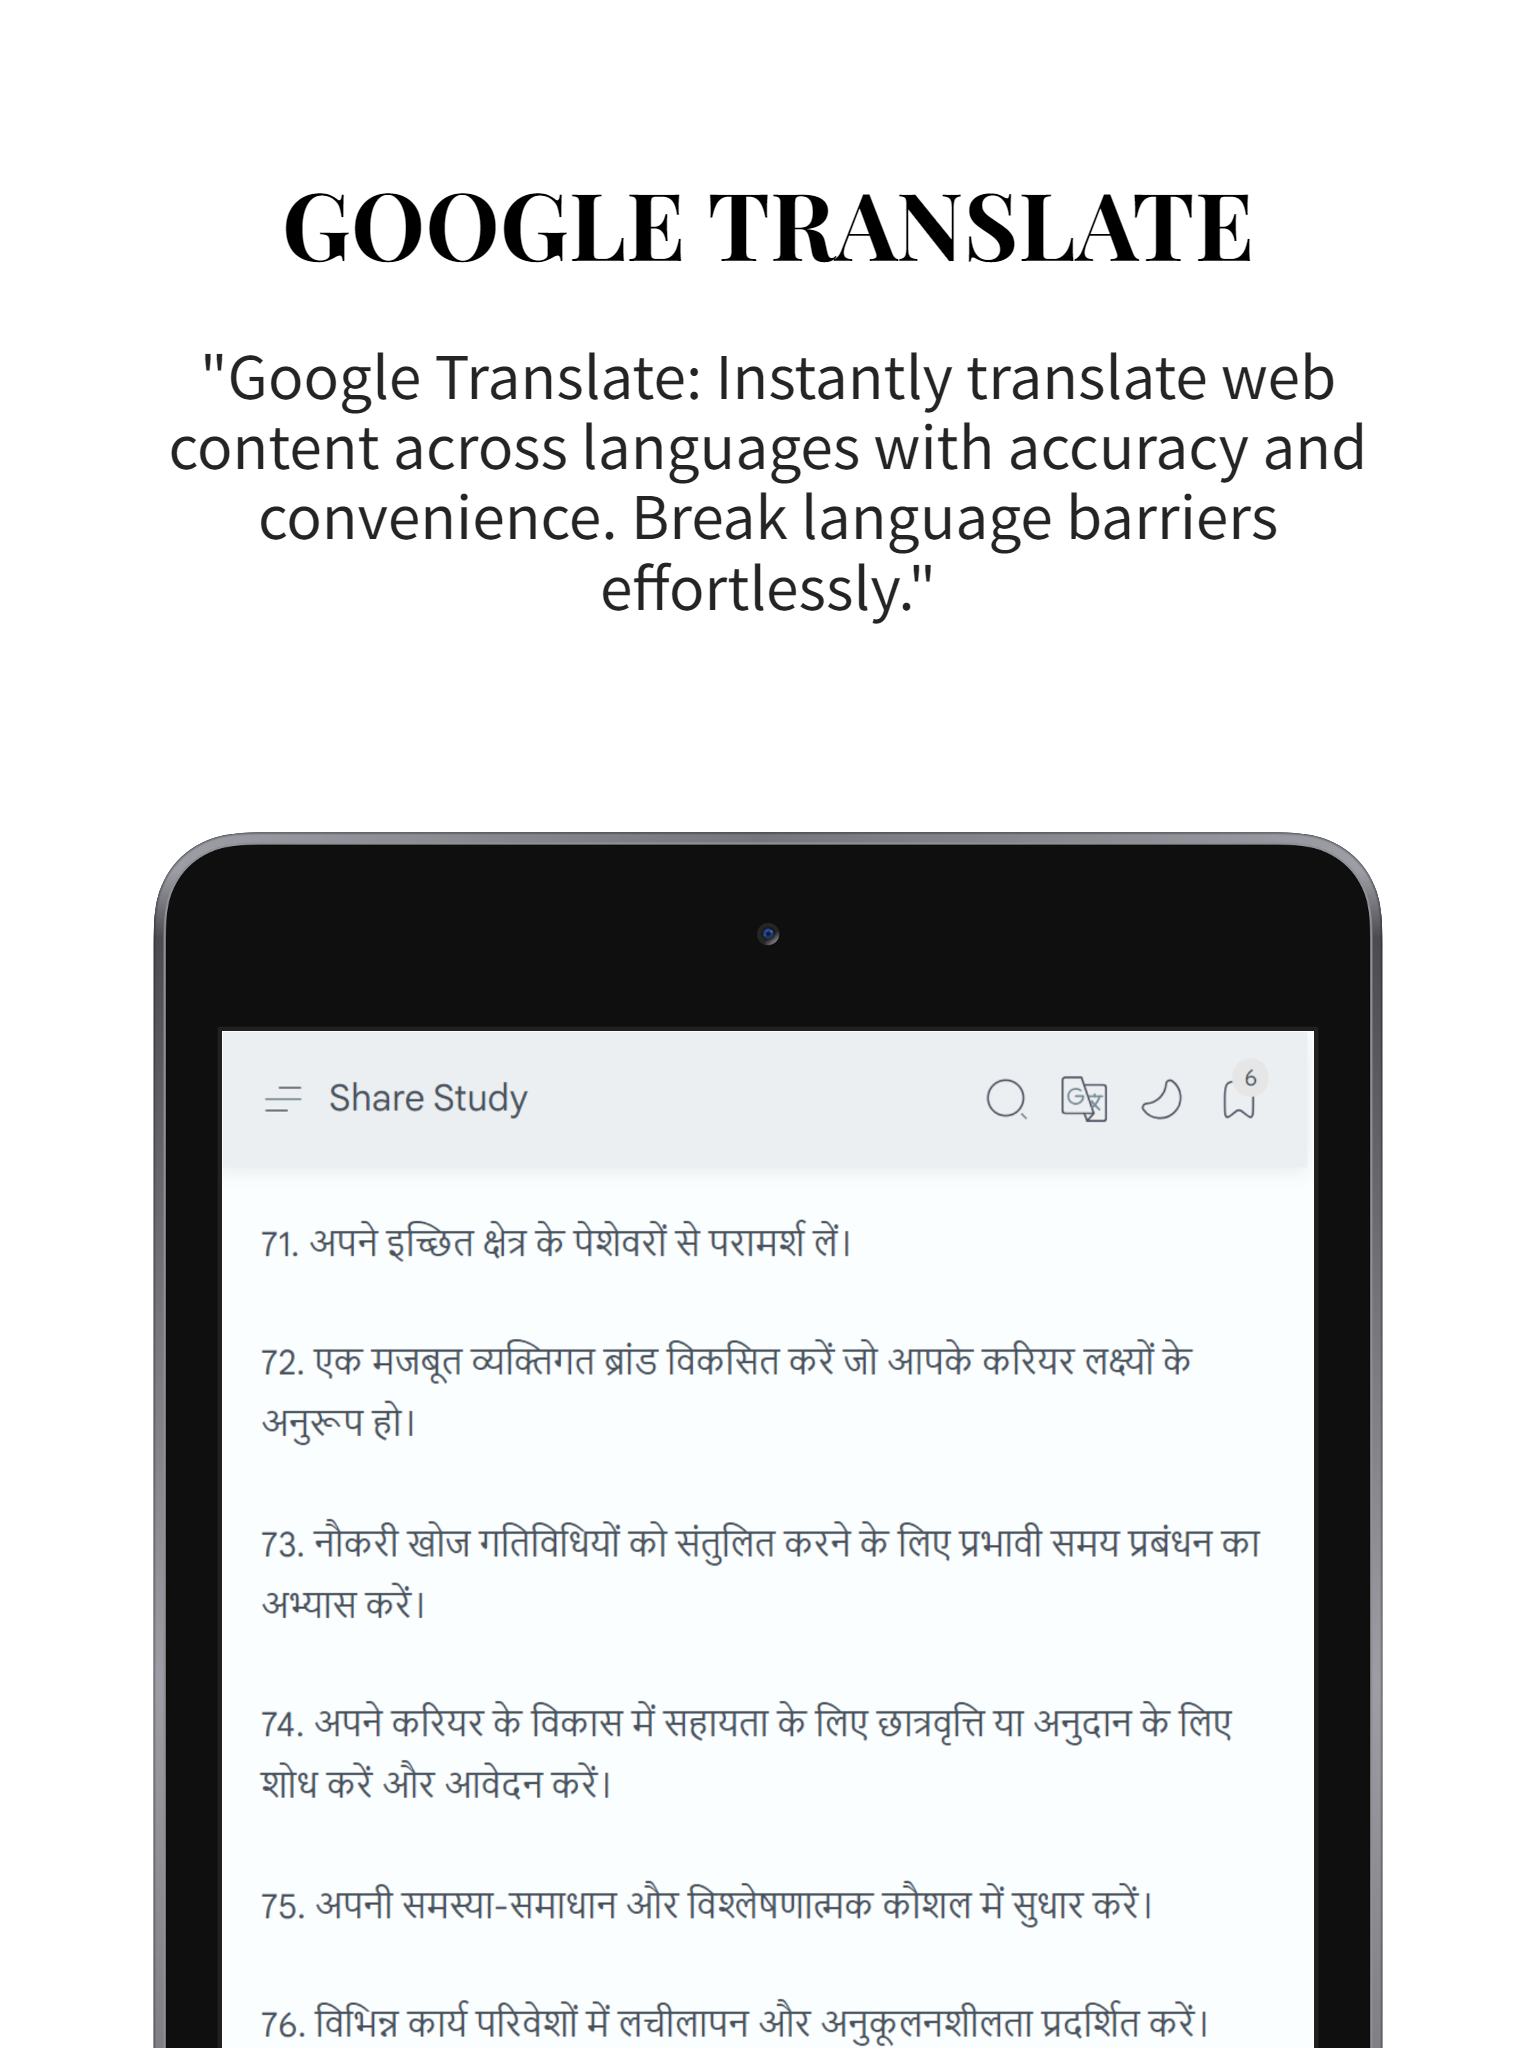 GOOGLE TRANSLATE
"Google Translate: Instantly translate web
content across languages with accuracy and
convenience. Break language barriers
effortlessly."
Share Study
6
71. अपने इच्छित क्षेत्र के पेशेवरों से परामर्श लें।
72. एक मजबूत व्यक्तिगत ब्रांड विकसित करें जो आपके करियर लक्ष्यों के
अनुरूप हो।
73. नौकरी खोज गतिविधियों को संतुलित करने के लिए प्रभावी समय प्रबंधन का
अभ्यास करें।
74. अपने करियर के विकास में सहायता के लिए छात्रवृत्ति या अनुदान के लिए
शोध करें और आवेदन करें।
75. अपनी समस्या-समाधान और विश्लेषणात्मक कौशल में सुधार करें।
76. विभिन्न कार्य परिवेशों में लचीलापन और अनुकूलनशीलता प्रदर्शित करें।